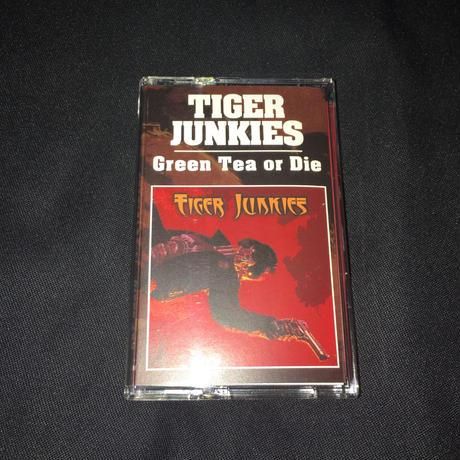 TIGER
JUNKIES
Green Tea or Die
TIGER JUNKIES